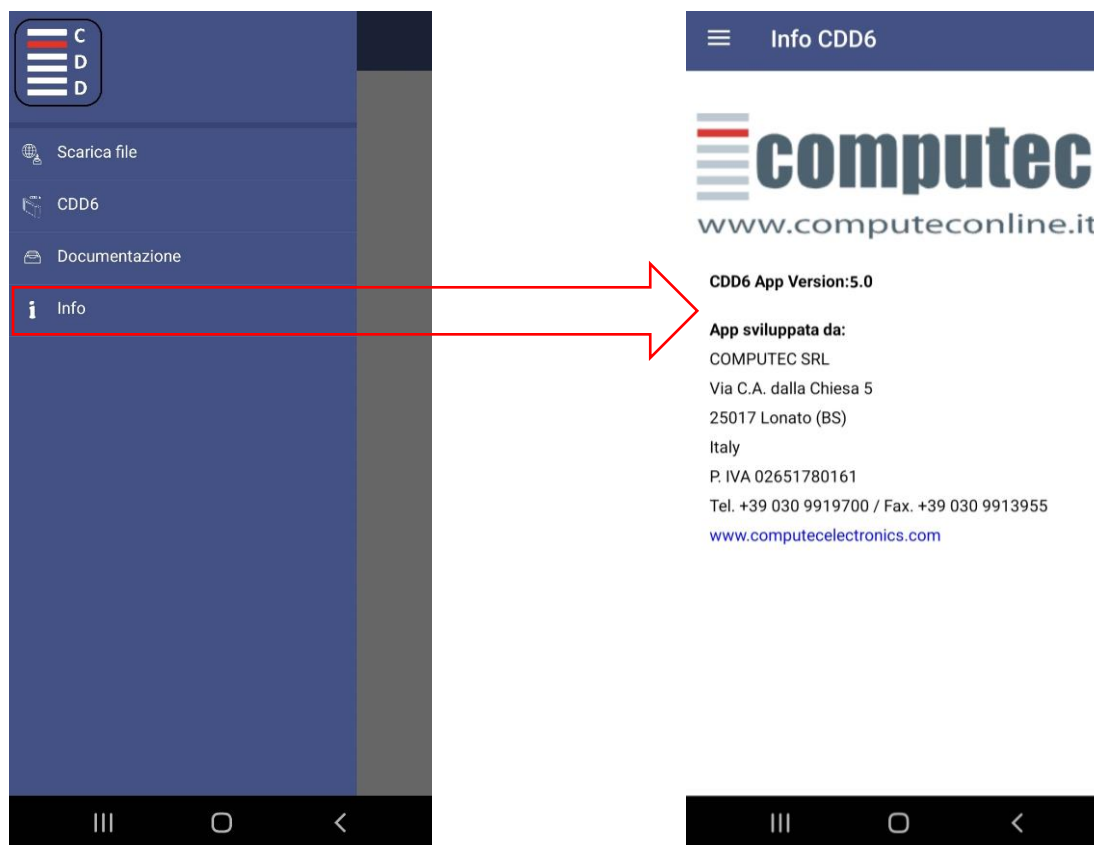 C
D
D
Scarica file
CDD6
Documentazione
Info
Info CDD6
computec
www.computeconline.it
CDD6 App Version:5.0
App sviluppata da:
COMPUTEC SRL
Via C.A. dalla Chiesa 5
25017 Lonato (BS)
Italy
P. IVA 02651780161
Tel. +39 030 9919700 / Fax. +39 030 9913955
www.computecelectronics.com